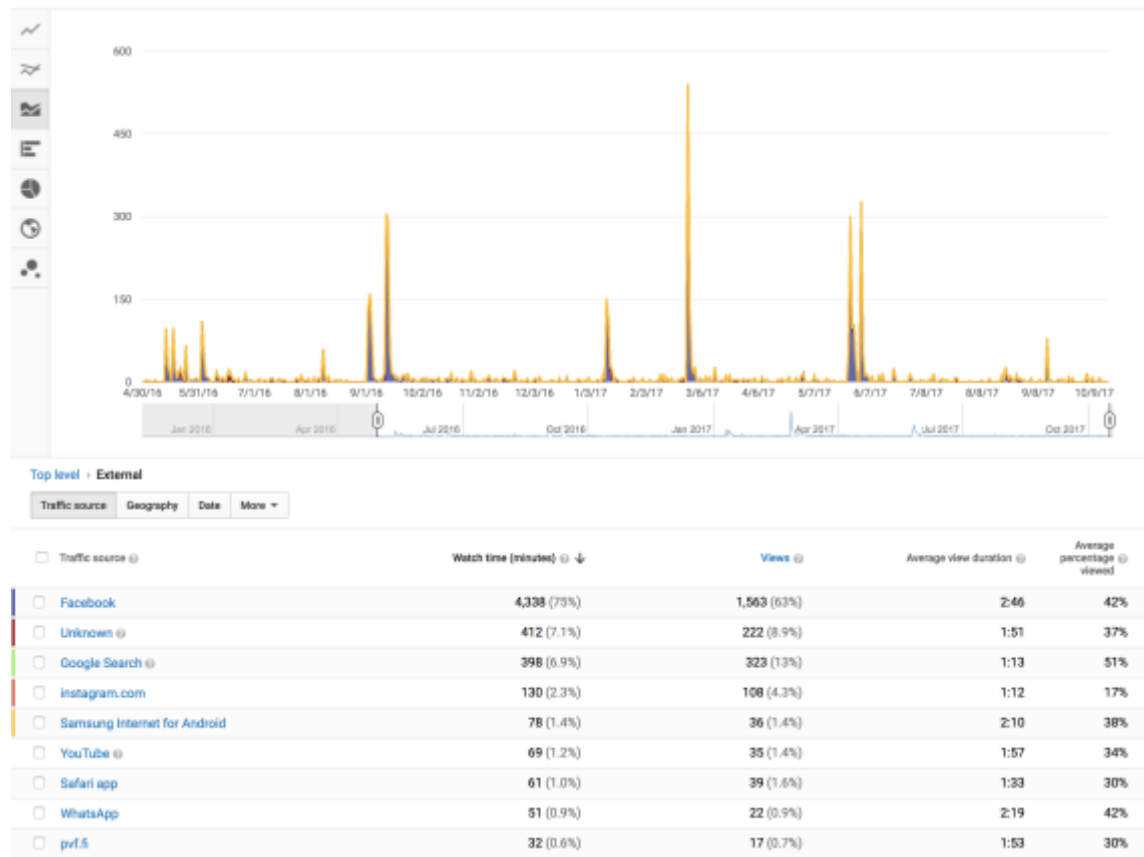 600
450
300
150
0
4/30/16 5/31/16 7/1/16 8/1/16 9/1/16 10/2/16 11/2/16 12/3/16 1/3/17 2/3/17 3/6/17 4/6/17 5/7/17 6/7/17 7/8/17 8/8/17 9/8/17 10/9/17
Jan 2016 Apr 2016 Jul 2016 Oct 2016 Jan 2017 Apr 2017 Jul 2017 Oct 2017
Top level › External
Traffic source Geography Date More
Traffic source Watch time (minutes) Views Average view duration Average percentage viewed
Facebook 4,338 (75%) 1,563 (63%) 2:46 42%
Unknown 412 (7.1%) 222 (8.9%) 1:51 37%
Google Search 398 (6.9%) 323 (13%) 1:13 51%
instagram.com 130 (2.3%) 108 (4.3%) 1:12 17%
Samsung Internet for Android 78 (1.4%) 36 (1.4%) 2:10 38%
YouTube 69 (1.2%) 35 (1.4%) 1:57 34%
Safari app 61 (1.0%) 39 (1.6%) 1:33 30%
WhatsApp 51 (0.9%) 22 (0.9%) 2:19 42%
pvf.fi 32 (0.6%) 17 (0.7%) 1:53 30%